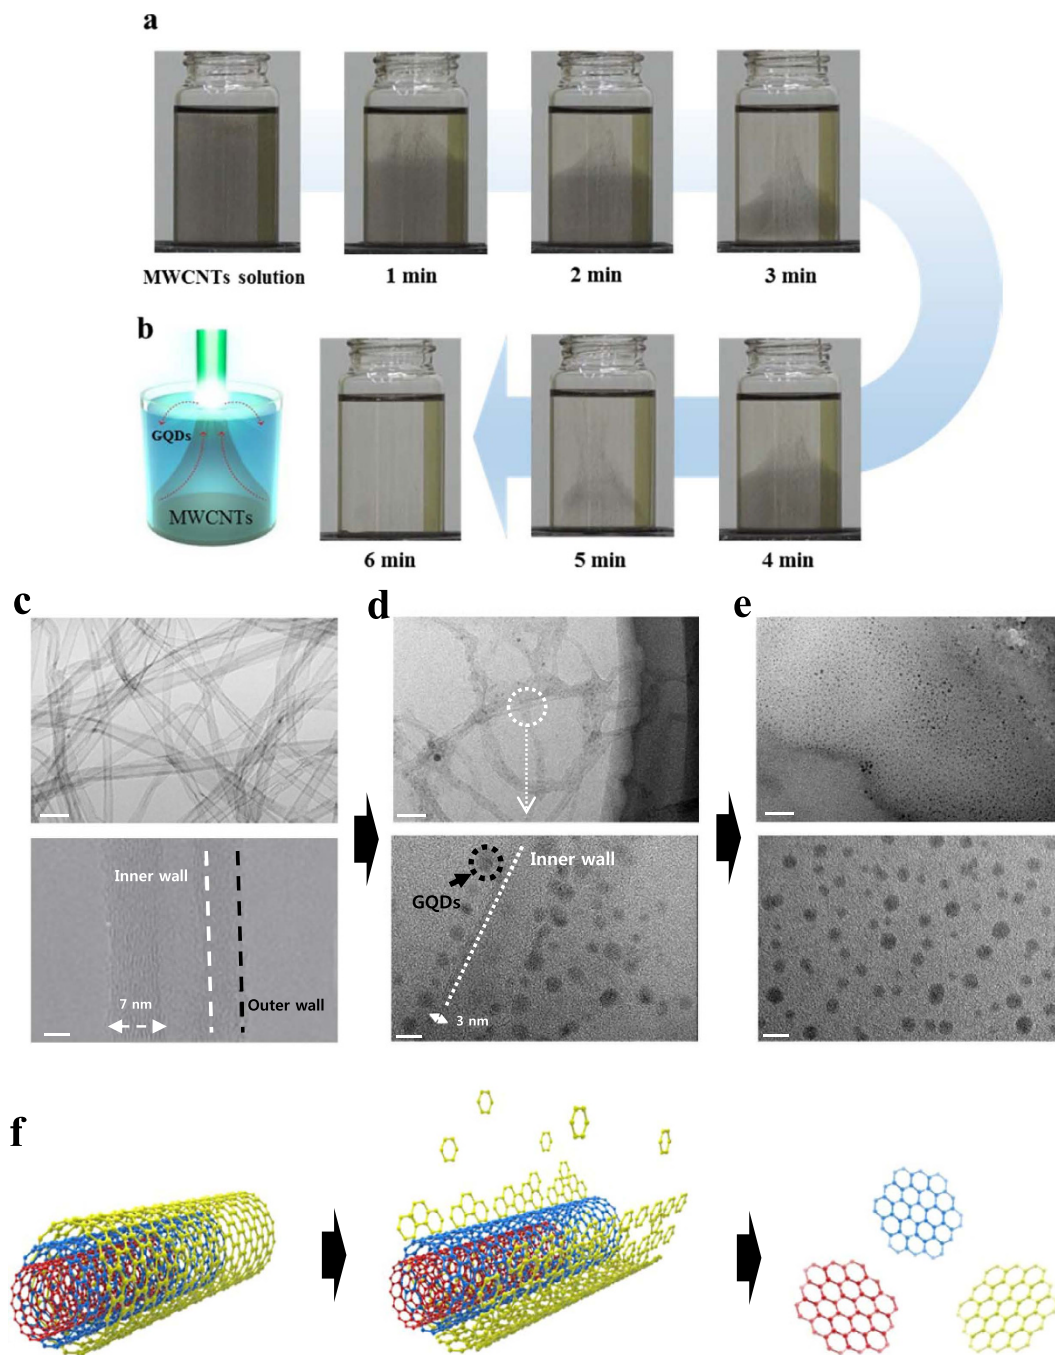 a
MWCNTs solution
1 min
2 min
3 min
b
GQDs
MWCNTs
6 min
5 min
4 min
c
d
e
Inner wall
7 nm
Outer wall
Inner wall
GQDs
3 nm
f